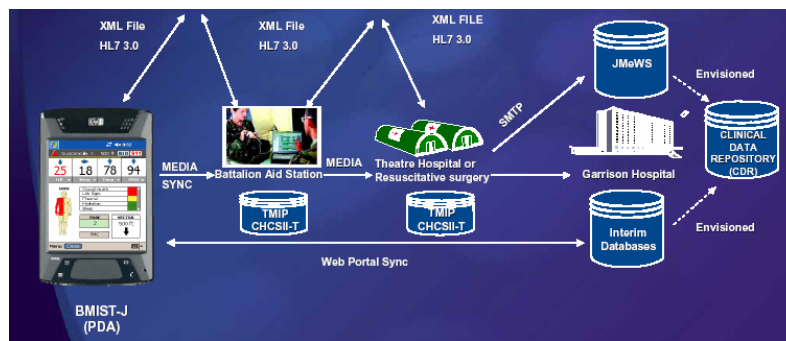 XML File
HL7 3.0
XML File
HL7 3.0
XML FILE
HL7 3.0
JMeWS
Envisioned
SMTP
25 18 78 94
MEDIA
SYNC
Battalion Aid Station
MEDIA
Theatre Hospital or
Resuscitative surgery
Garrison Hospital
CLINICAL
DATA
REPOSITORY
(CDR)
TMIP
CHCSII-T
TMIP
CHCSII-T
Interim
Databases
Envisioned
Web Portal Sync
BMIST-J
(PDA)